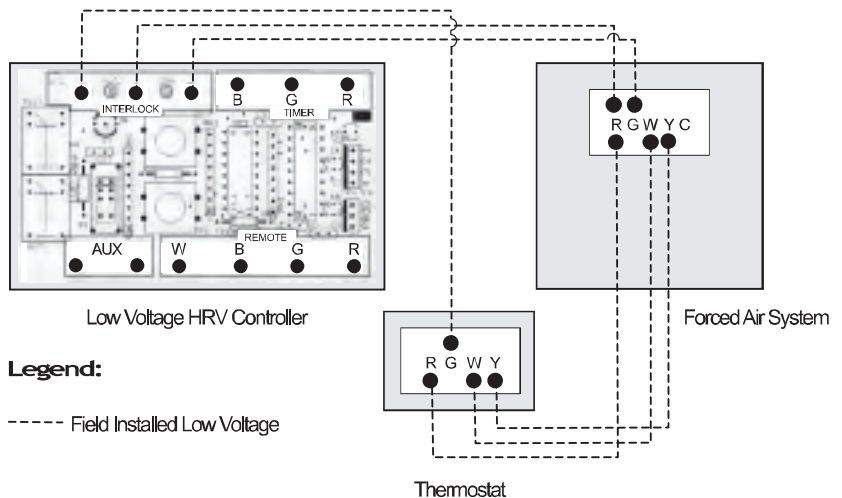 B G R
INTERLOCK TIMER
R G W Y C
REMOTE
AUX W B G R
Low Voltage HRV Controller
Forced Air System
R G W Y
Legend:
Field Installed Low Voltage
Thermostat